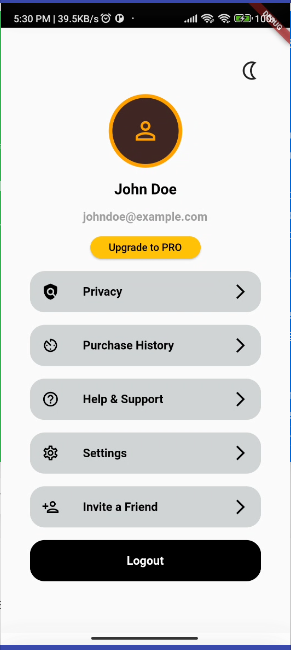 5:30 PM | 39.5KB/s
DEBUG
John Doe
johndoe@example.com
Upgrade to PRO
Privacy
Purchase History
Help & Support
Settings
Invite a Friend
Logout